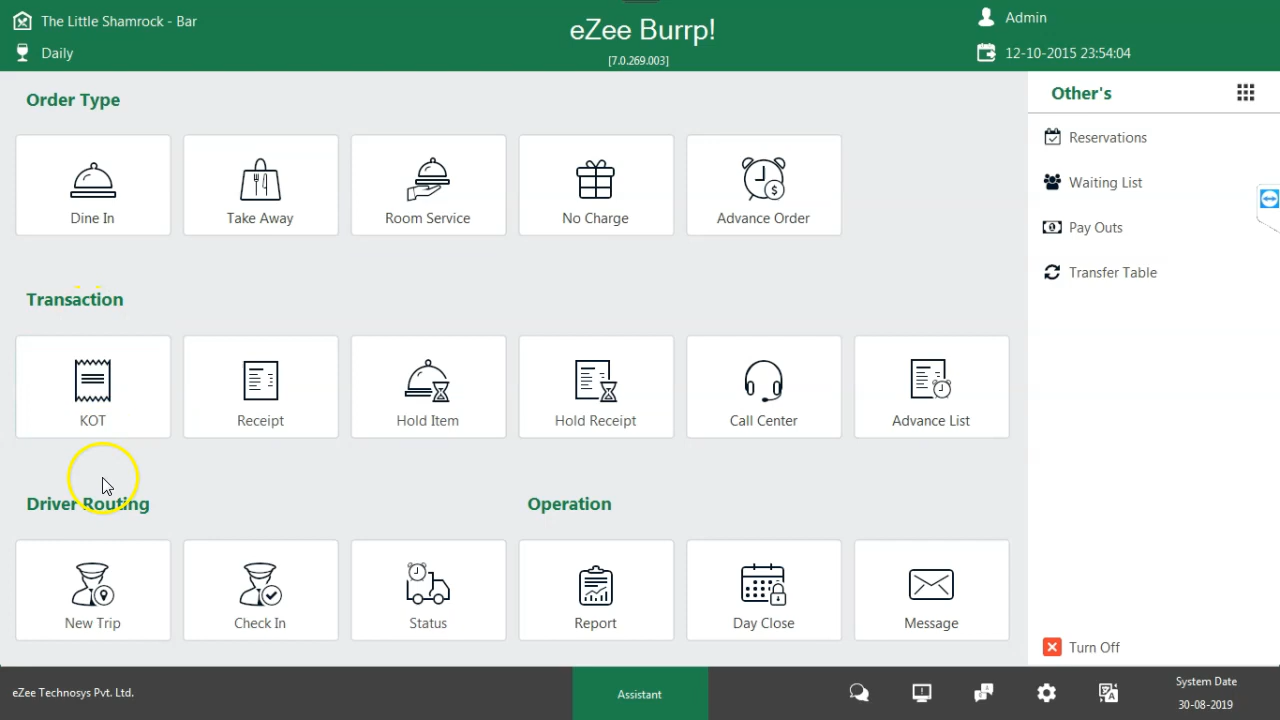 The Little Shamrock - Bar
Daily
eZee Burrp!
[7.0.269.003]
Admin
12-10-2015 23:54:04
Order Type
Dine In
Take Away
Room Service
No Charge
Advance Order
Transaction
KOT
Receipt
Hold Item
Hold Receipt
Call Center
Advance List
Driver Routing
New Trip
Check In
Status
Operation
Report
Day Close
Message
Other's
Reservations
Waiting List
Pay Outs
Transfer Table
Turn Off
eZee Technosys Pvt. Ltd.
Assistant
System Date
30-08-2019